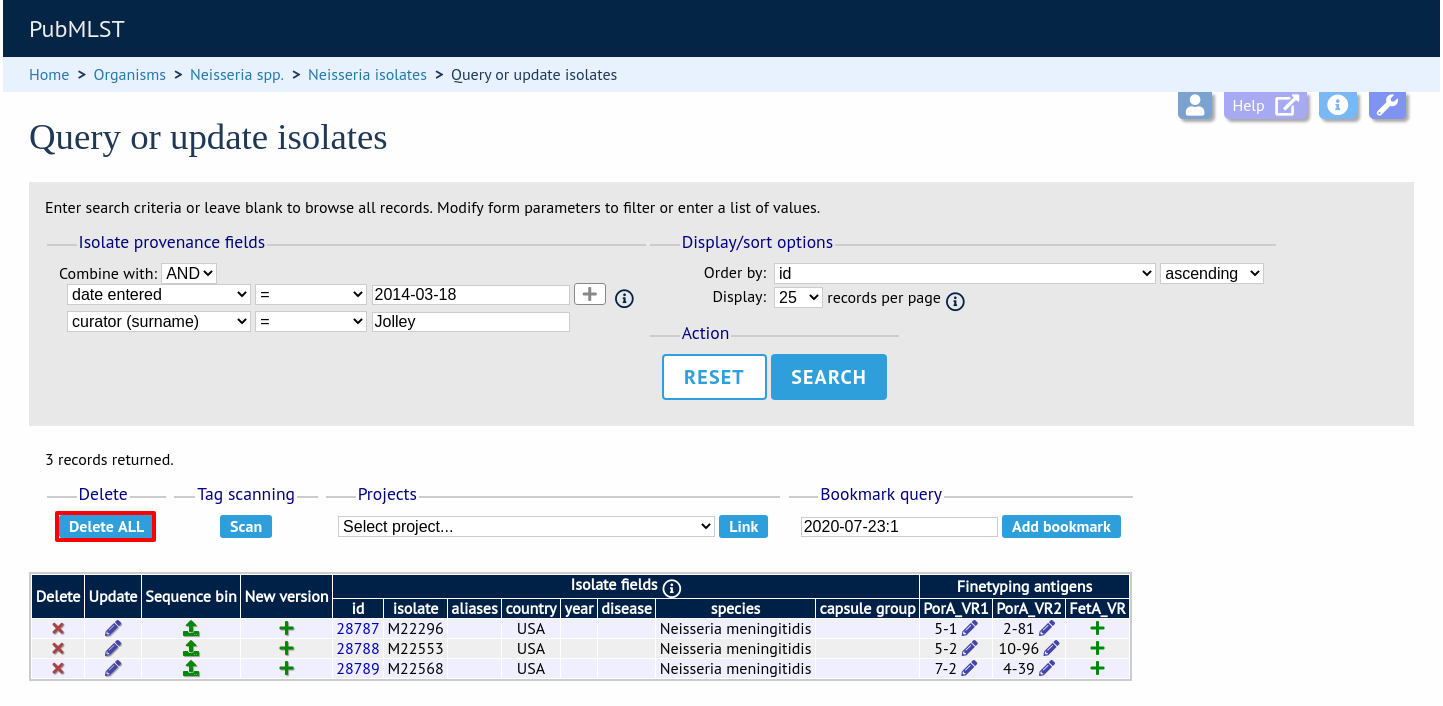 PubMLST
Home > Organisms > Neisseria spp. > Neisseria isolates > Query or update isolates
Help
Query or update isolates
Enter search criteria or leave blank to browse all records. Modify form parameters to filter or enter a list of values.
Isolate provenance fields
Combine with: AND
date entered = 2014-03-18
curator (surname) = Jolley
Display/sort options
Order by: id ascending
Display: 25 records per page
Action
RESET SEARCH
3 records returned.
Delete Tag scanning Projects Bookmark query
Delete ALL Scan Select project... Link 2020-07-23:1 Add bookmark
Isolate fields Finetyping antigens
Delete Update Sequence bin New version
id isolate aliases country year disease species capsule group PorA_VR1 PorA_VR2 FetA_VR
28787 M22296 USA Neisseria meningitidis 5-1 2-81
28788 M22553 USA Neisseria meningitidis 5-2 10-96
28789 M22568 USA Neisseria meningitidis 7-2 4-39